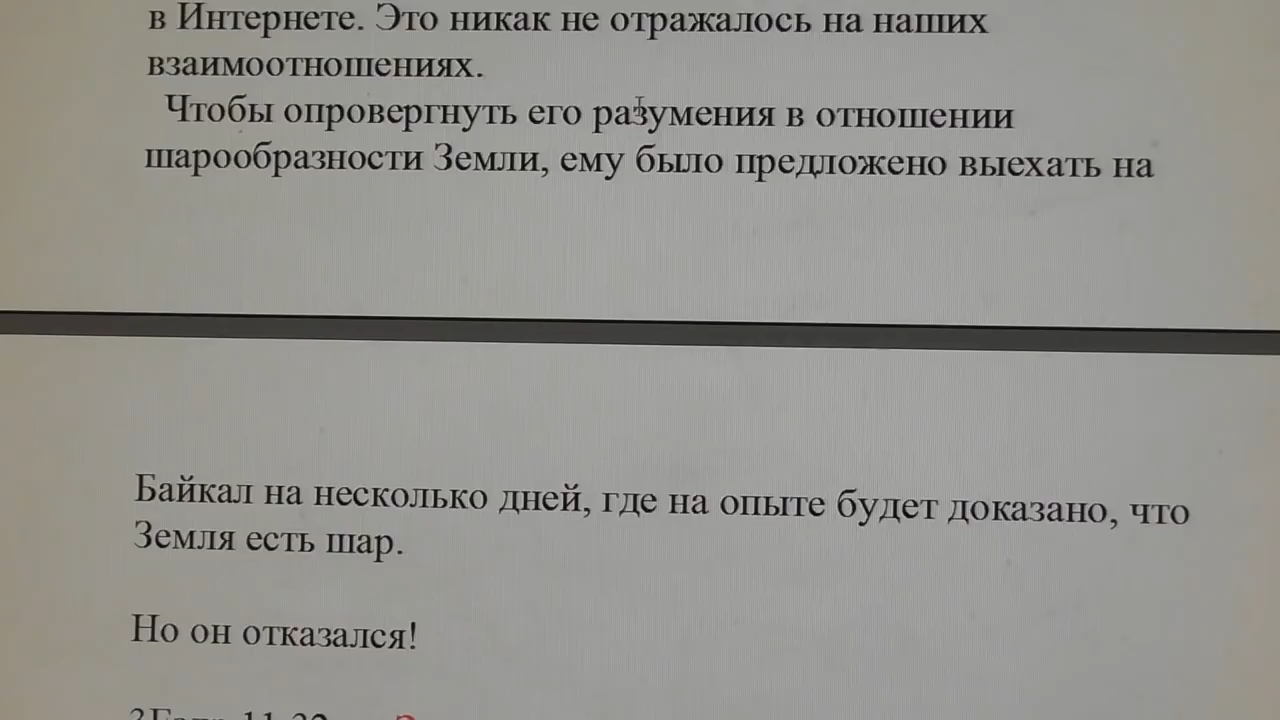 в Интернете. Это никак не отражалось на наших
взаимоотношениях.
Чтобы опровергнуть его разумения в отношении
шарообразности Земли, ему было предложено выехать на
Байкал на несколько дней, где на опыте будет доказано, что
Земля есть шар.
Но он отказался!